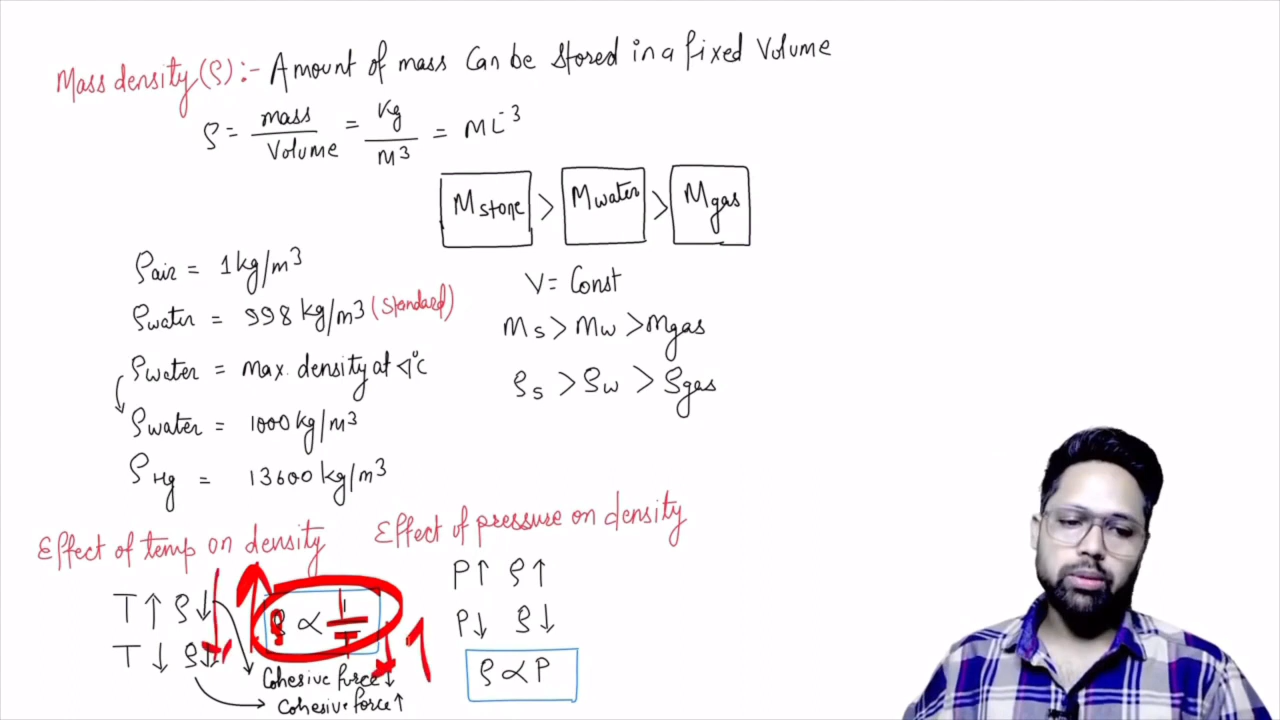 Mass density (ρ) :- Amount of mass Can be stored in a fixed Volume
ρ = mass / Volume = Kg / M³ = ML⁻³
M stone > M water > M gas
ρair = 1 kg/m³
V = Const
ρwater = 998 kg/m³ (Standard)
Ms > Mw > Mgas
ρwater = max. density at 4°C
ρs > ρw > ρgas
ρwater = 1000 kg/m³
ρHg = 13600 kg/m³
Effect of temp on density
T ↑ ρ ↓
ρ ∝ 1/T
T ↓ ρ
Cohesive force ↓
Cohesive force ↑
Effect of pressure on density
P ↑ ρ ↑
P ↓ ρ ↓
ρ ∝ P